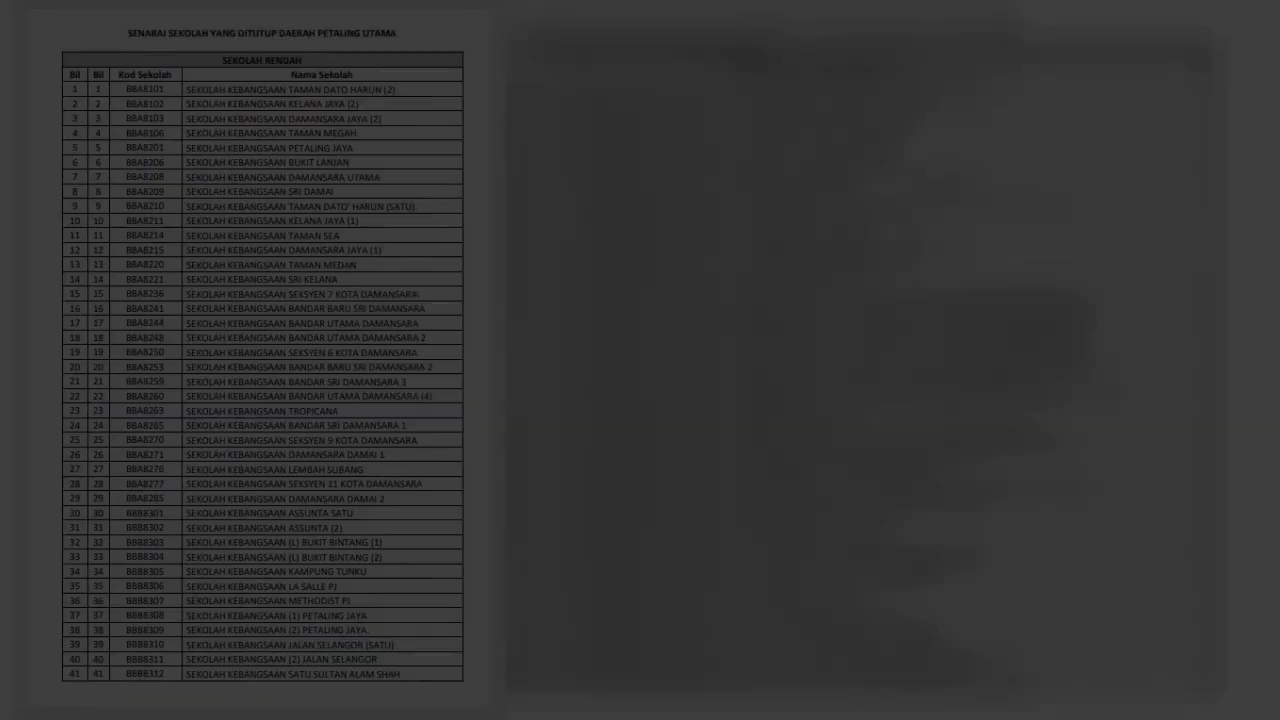 SENARAI SEKOLAH YANG DITUTUP DAERAH PETALING UTAMA
SEKOLAH RENDAH
Bil Bil Kod Sekolah Nama Sekolah
1 1 BBA8101 SEKOLAH KEBANGSAAN TAMAN DATO HARUN (2)
2 2 BBA8102 SEKOLAH KEBANGSAAN KELANA JAYA (2)
3 3 BBA8103 SEKOLAH KEBANGSAAN DAMANSARA JAYA (2)
4 4 BBA8106 SEKOLAH KEBANGSAAN TAMAN MEGAH
5 5 BBA8201 SEKOLAH KEBANGSAAN PETALING JAYA
6 6 BBA8206 SEKOLAH KEBANGSAAN BUKIT LANJAN
7 7 BBA8208 SEKOLAH KEBANGSAAN DAMANSARA UTAMA
8 8 BBA8209 SEKOLAH KEBANGSAAN SRI DAMAI
9 9 BBA8210 SEKOLAH KEBANGSAAN TAMAN DATO' HARUN (SATU)
10 10 BBA8211 SEKOLAH KEBANGSAAN KELANA JAYA (1)
11 11 BBA8214 SEKOLAH KEBANGSAAN TAMAN SEA
12 12 BBA8215 SEKOLAH KEBANGSAAN DAMANSARA JAYA (1)
13 13 BBA8220 SEKOLAH KEBANGSAAN TAMAN MEDAN
14 14 BBA8221 SEKOLAH KEBANGSAAN SRI KELANA
15 15 BBA8236 SEKOLAH KEBANGSAAN SEKSYEN 7 KOTA
16 16 BBA8241 SEKOLAH KEBANGSAAN BANDAR BARU SRI DAMANSARA
17 17 BBA8244 SEKOLAH KEBANGSAAN BANDAR UTAMA DAMANSARA
18 18 BBA8248 SEKOLAH KEBANGSAAN BANDAR UTAMA DAMANSARA 2
19 19 BBA8250 SEKOLAH KEBANGSAAN SEKSYEN 6 KOTA DAMANSARA
20 20 BBA8253 SEKOLAH KEBANGSAAN BANDAR BARU SRI DAMANSARA 2
21 21 BBA8259 SEKOLAH KEBANGSAAN BANDAR SRI DAMANSARA 3
22 22 BBA8260 SEKOLAH KEBANGSAAN BANDAR UTAMA DAMANSARA (4)
23 23 BBA8263 SEKOLAH KEBANGSAAN TROPICANA
24 24 BBA8265 SEKOLAH KEBANGSAAN BANDAR SRI DAMANSARA 1
25 25 BBA8270 SEKOLAH KEBANGSAAN SEKSYEN 9 KOTA DAMANSARA
26 26 BBA8271 SEKOLAH KEBANGSAAN DAMANSARA DAMAI 1
27 27 BBA8276 SEKOLAH KEBANGSAAN LEMBAH SUBANG
28 28 BBA8277 SEKOLAH KEBANGSAAN SEKSYEN 11 KOTA DAMANSARA
29 29 BBA8285 SEKOLAH KEBANGSAAN DAMANSARA DAMAI 2
30 30 BBB8301 SEKOLAH KEBANGSAAN ASSUNTA SATU
31 31 BBB8302 SEKOLAH KEBANGSAAN ASSUNTA (2)
32 32 BBB8303 SEKOLAH KEBANGSAAN (L) BUKIT BINTANG (1)
33 33 BBB8304 SEKOLAH KEBANGSAAN (L) BUKIT BINTANG (2)
34 34 BBB8305 SEKOLAH KEBANGSAAN KAMPUNG TUNKU
35 35 BBB8306 SEKOLAH KEBANGSAAN LA SALLE PJ
36 36 BBB8307 SEKOLAH KEBANGSAAN METHODIST PJ
37 37 BBB8308 SEKOLAH KEBANGSAAN (1) PETALING JAYA
38 38 BBB8309 SEKOLAH KEBANGSAAN (2) PETALING JAYA
39 39 BBB8310 SEKOLAH KEBANGSAAN JALAN SELANGOR (SATU)
40 40 BBB8311 SEKOLAH KEBANGSAAN (2) JALAN SELANGOR
41 41 BBB8312 SEKOLAH KEBANGSAAN SATU SULTAN ALAM SHAH